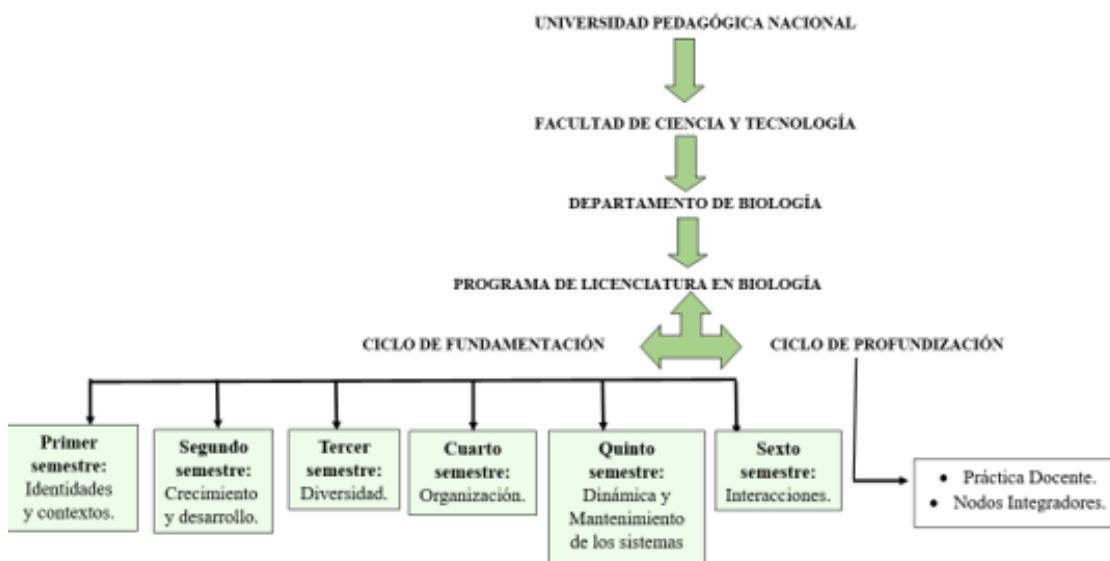 UNIVERSIDAD PEDAGÓGICA NACIONAL
FACULTAD DE CIENCIA Y TECNOLOGÍA
DEPARTAMENTO DE BIOLOGÍA
PROGRAMA DE LICENCIATURA EN BIOLOGÍA
CICLO DE FUNDAMENTACIÓN
CICLO DE PROFUNDIZACIÓN
Primer
semestre:
Identidades
y contextos.
Segundo
semestre:
Crecimiento
y desarrollo.
Tercer
semestre:
Diversidad.
Cuarto
semestre:
Organización.
Quinto
semestre:
Dinámica y
Mantenimiento
de los sistemas
Sexto
semestre:
Interacciones.
• Práctica Docente.
• Nodos Integradores.